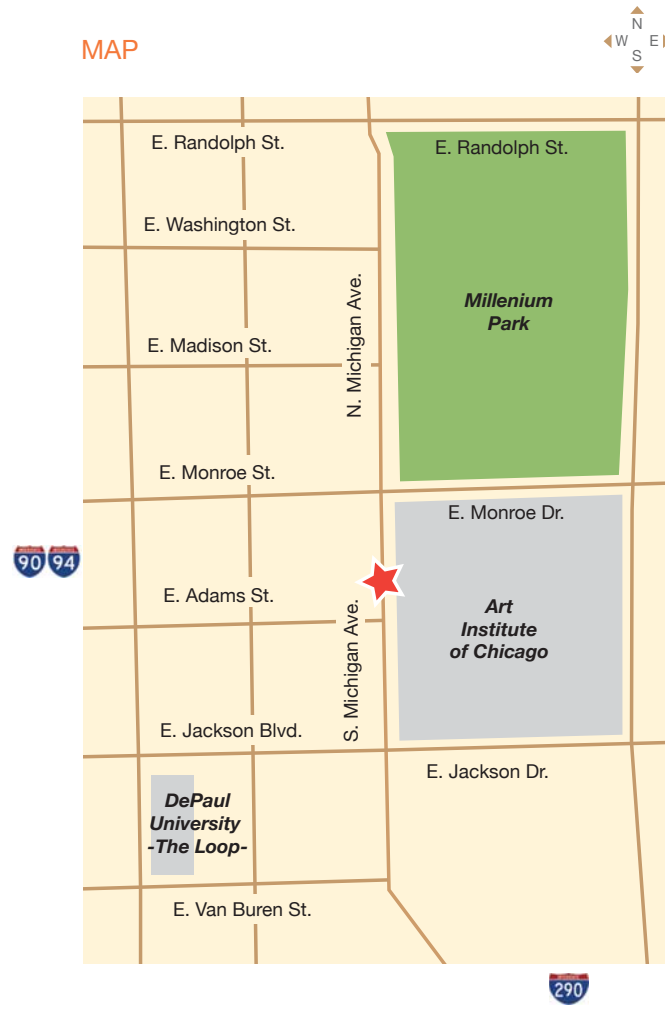 MAP
N
W E
S
E. Randolph St.
E. Randolph St.
E. Washington St.
N. Michigan Ave.
Millenium
Park
E. Madison St.
E. Monroe St.
E. Monroe Dr.
90 94
E. Adams St.
S. Michigan Ave.
Art
Institute
of Chicago
E. Jackson Blvd.
E. Jackson Dr.
DePaul
University
-The Loop-
E. Van Buren St.
290